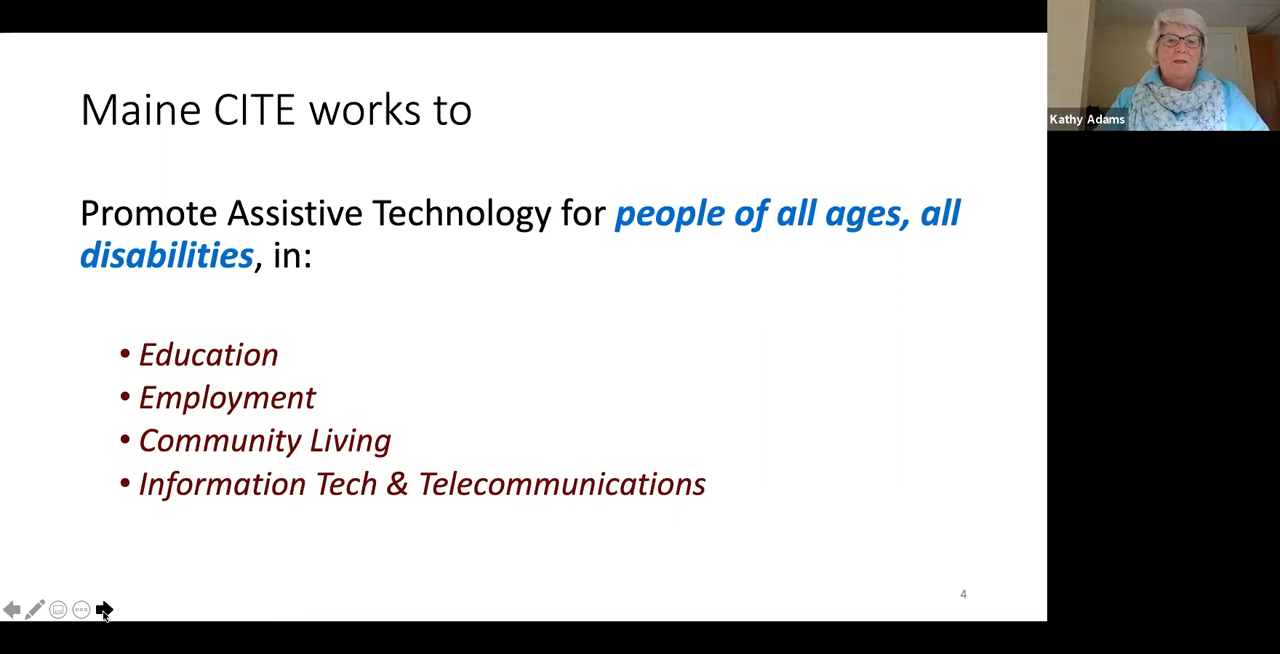 Maine CITE works to
Promote Assistive Technology for people of all ages, all
disabilities, in:
• Education
• Employment
• Community Living
• Information Tech & Telecommunications
4
Kathy Adams